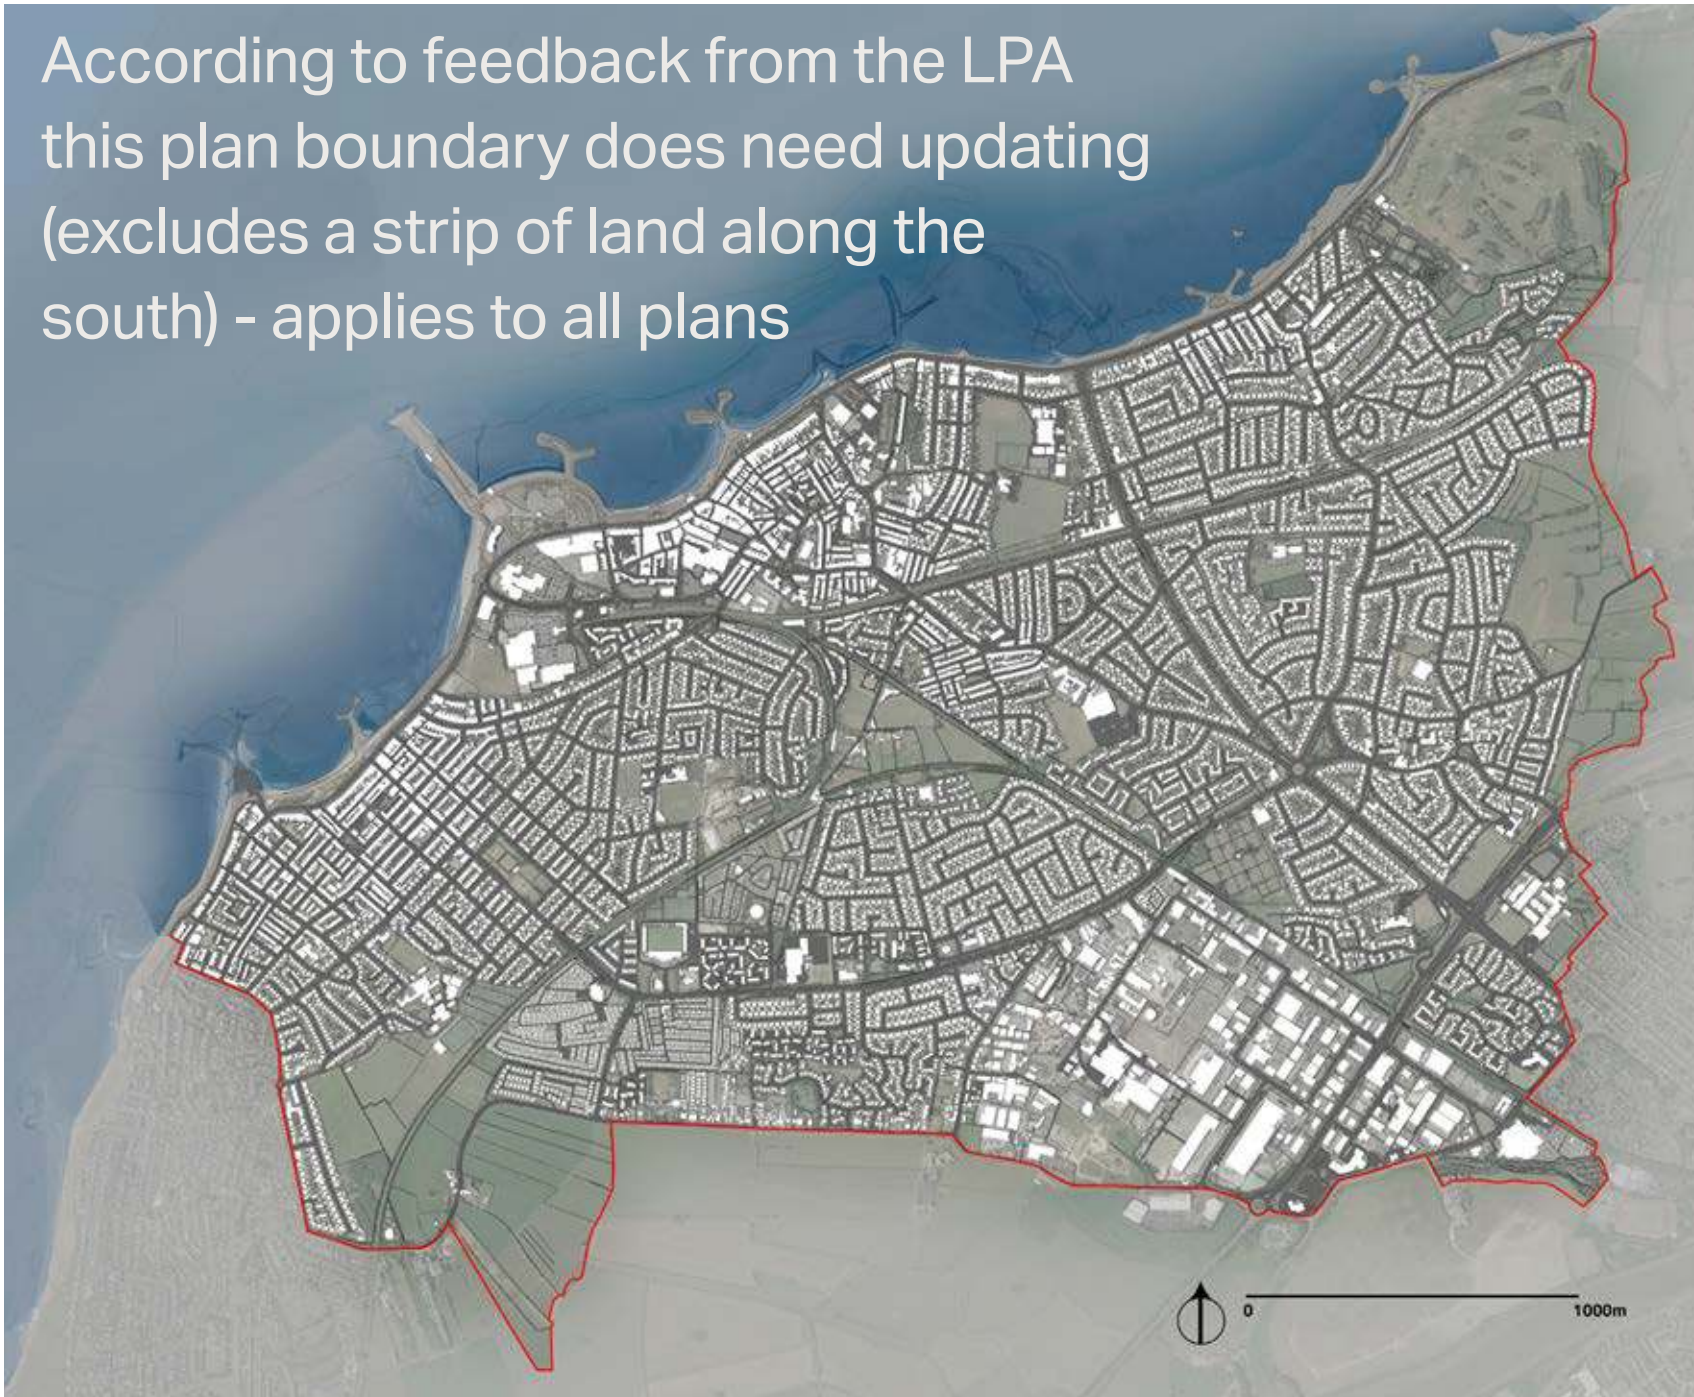 According to feedback from the LPA
this plan boundary does need updating
(excludes a strip of land along the
south) - applies to all plans
0 1000m